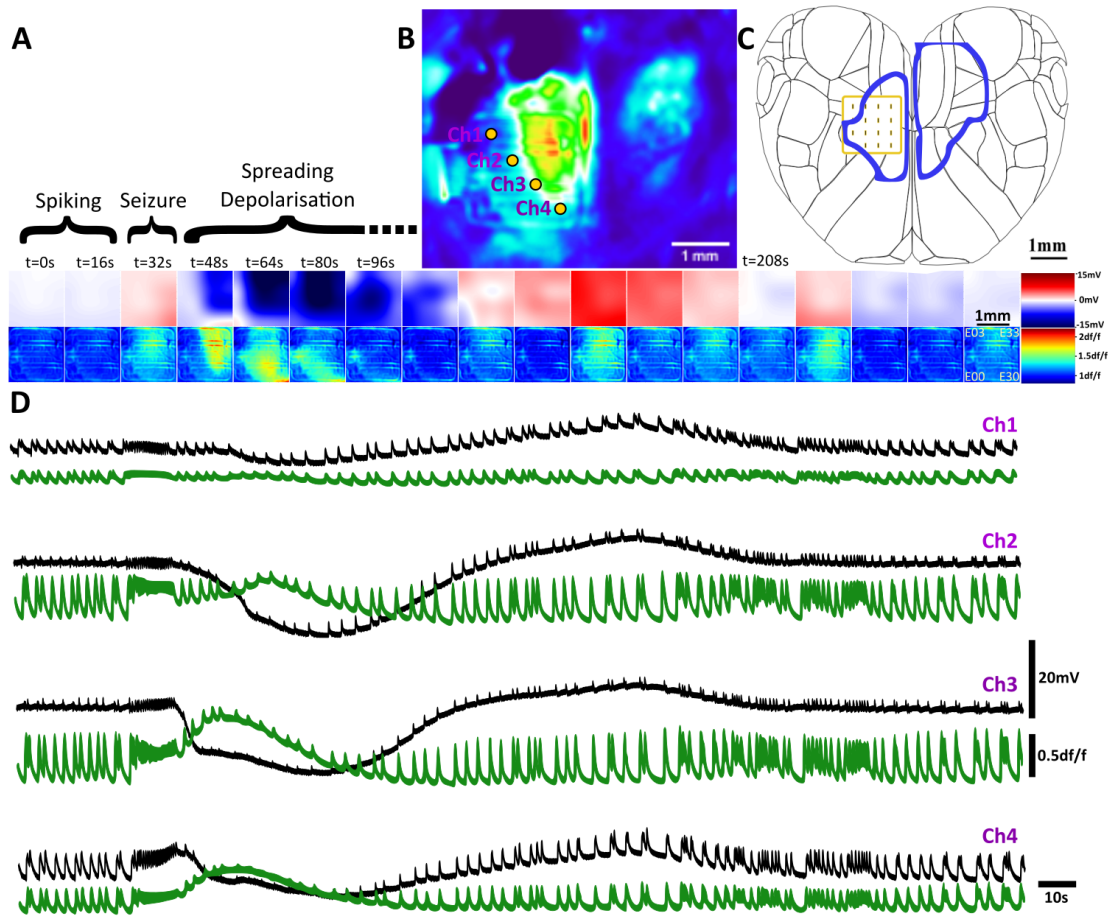 A
B
C
Spiking
Seizure
Spreading
Depolarisation
Ch1
Ch2
Ch3
Ch4
1 mm
1mm
t=0s
t=16s
t=32s
t=48s
t=64s
t=80s
t=96s
t=208s
15mV
0mV
-15mV
1mm
E03
E33
E00
E30
2df/f
1.5df/f
1df/f
D
Ch1
Ch2
Ch3
20mV
0.5df/f
Ch4
10s